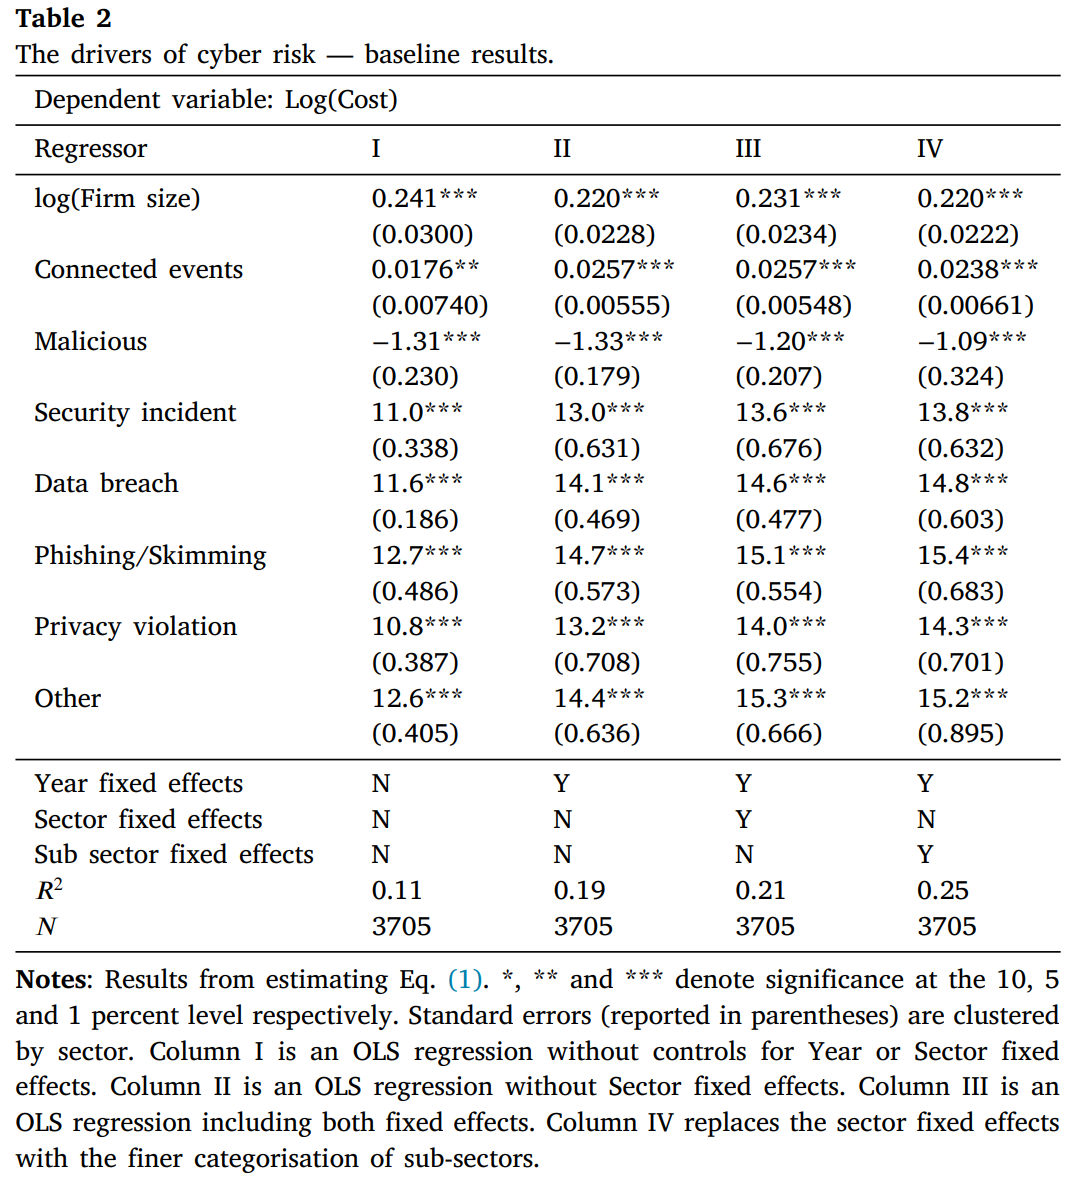 Table 2
The drivers of cyber risk — baseline results.
Dependent variable: Log(Cost)
Regressor I II III IV
log(Firm size) 0.241*** 0.220*** 0.231*** 0.220***
(0.0300) (0.0228) (0.0234) (0.0222)
Connected events 0.0176** 0.0257*** 0.0257*** 0.0238***
(0.00740) (0.00555) (0.00548) (0.00661)
Malicious −1.31*** −1.33*** −1.20*** −1.09***
(0.230) (0.179) (0.207) (0.324)
Security incident 11.0*** 13.0*** 13.6*** 13.8***
(0.338) (0.631) (0.676) (0.632)
Data breach 11.6*** 14.1*** 14.6*** 14.8***
(0.186) (0.469) (0.477) (0.603)
Phishing/Skimming 12.7*** 14.7*** 15.1*** 15.4***
(0.486) (0.573) (0.554) (0.683)
Privacy violation 10.8*** 13.2*** 14.0*** 14.3***
(0.387) (0.708) (0.755) (0.701)
Other 12.6*** 14.4*** 15.3*** 15.2***
(0.405) (0.636) (0.666) (0.895)
Year fixed effects N Y Y Y
Sector fixed effects N N Y N
Sub sector fixed effects N N N Y
R² 0.11 0.19 0.21 0.25
N 3705 3705 3705 3705
Notes: Results from estimating Eq. (1). *, ** and *** denote significance at the 10, 5
and 1 percent level respectively. Standard errors (reported in parentheses) are clustered
by sector. Column I is an OLS regression without controls for Year or Sector fixed
effects. Column II is an OLS regression without Sector fixed effects. Column III is an
OLS regression including both fixed effects. Column IV replaces the sector fixed effects
with the finer categorisation of sub-sectors.